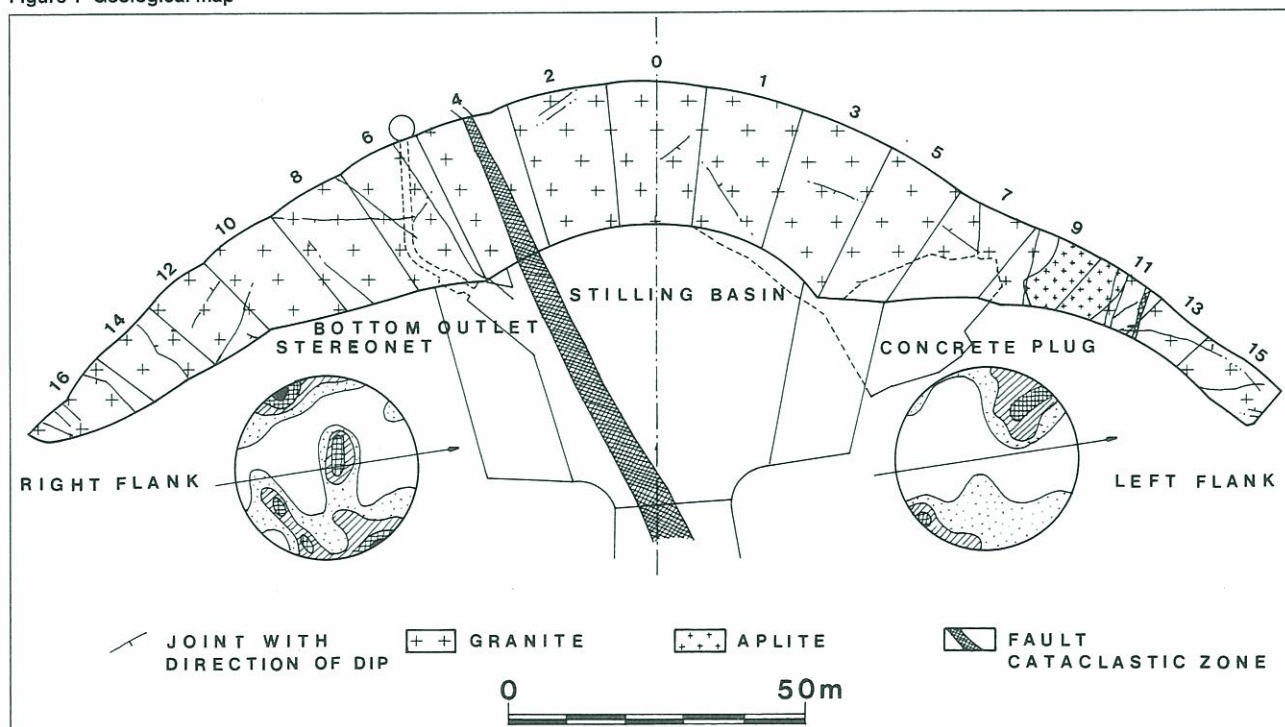 Figure 1 Geological map
0
2
1
4
3
6
5
8
7
10
9
12
11
14
13
16
15
STILLING BASIN
BOTTOM OUTLET
STEREONET
CONCRETE PLUG
RIGHT FLANK
LEFT FLANK
JOINT WITH
DIRECTION OF DIP
GRANITE
APLITE
FAULT
CATACLASTIC ZONE
0
50m